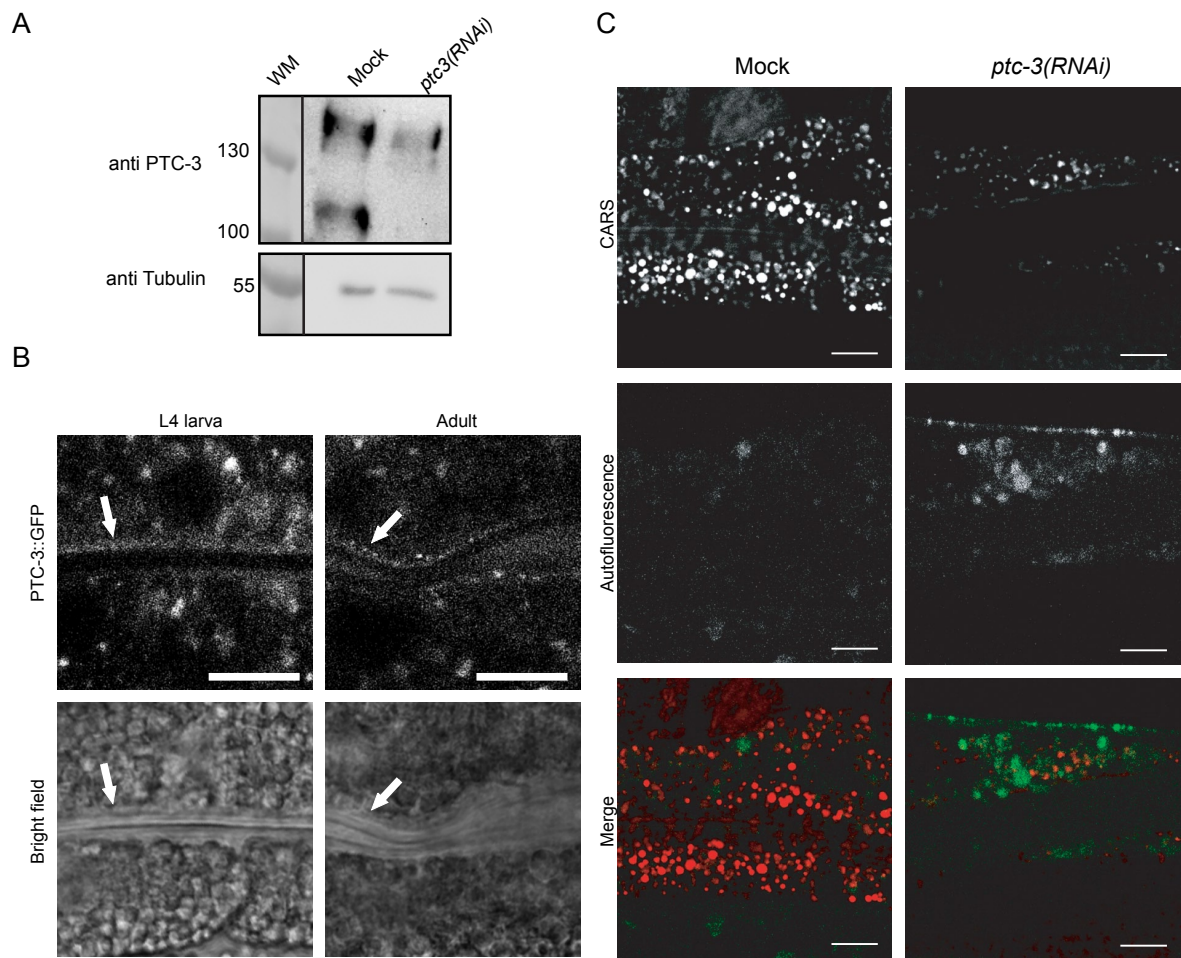 A
WM
Mock
ptc3(RNAi)
anti PTC-3
130
100
anti Tubulin
55
B
L4 larva
Adult
PTC-3::GFP
Bright field
C
Mock
ptc-3(RNAi)
CARS
Autofluorescence
Merge